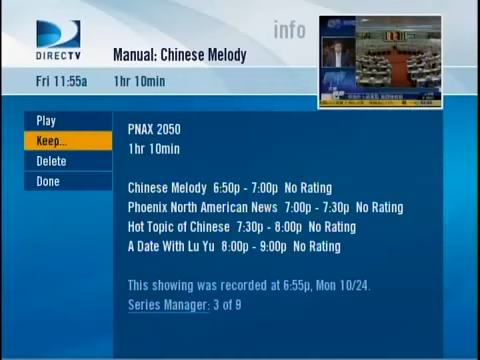 info
DIRECTV
Manual: Chinese Melody
Fri 11:55a
1hr 10min
Play
Keep...
Delete
Done
PNAX 2050
1hr 10min
Chinese Melody 6:50p - 7:00p No Rating
Phoenix North American News 7:00p - 7:30p No Rating
Hot Topic of Chinese 7:30p - 8:00p No Rating
A Date With Lu Yu 8:00p - 9:00p No Rating
This showing was recorded at 6:55p, Mon 10/24.
Series Manager: 3 of 9